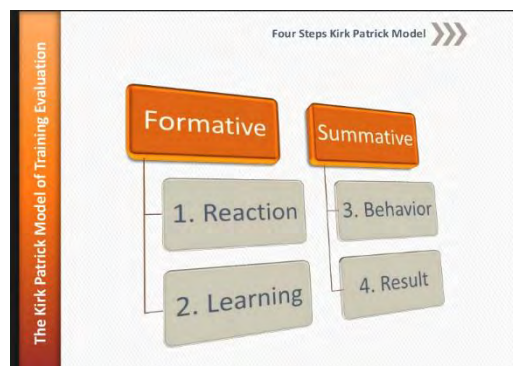 Four Steps Kirk Patrick Model
The Kirk Patrick Model of Training Evaluation
Formative
1. Reaction
2. Learning
Summative
3. Behavior
4. Result